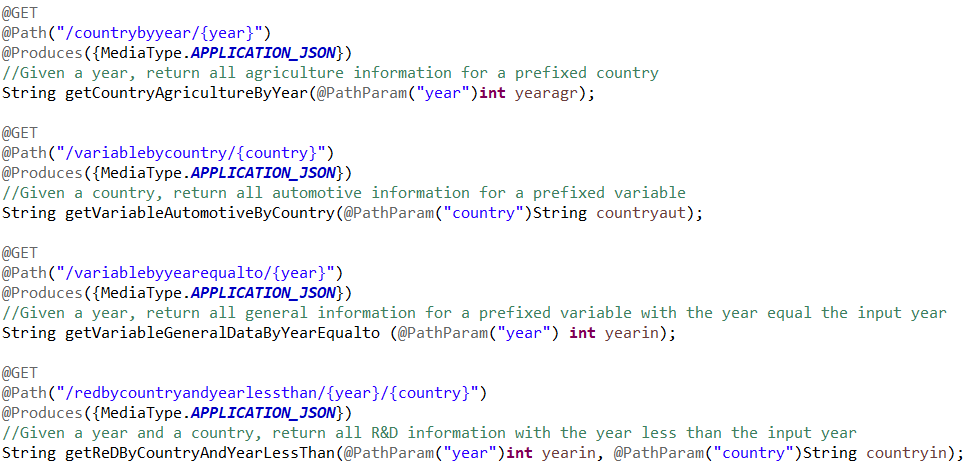 @GET
@Path("/countrybyyear/{year}")
@Produces({MediaType.APPLICATION_JSON})
//Given a year, return all agriculture information for a prefixed country
String getCountryAgricultureByYear(@PathParam("year")int yearagr);
@GET
@Path("/variablebycountry/{country}")
@Produces({MediaType.APPLICATION_JSON})
//Given a country, return all automotive information for a prefixed variable
String getVariableAutomotiveByCountry(@PathParam("country")String countryaut);
@GET
@Path("/variablebyyearequalto/{year}")
@Produces({MediaType.APPLICATION_JSON})
//Given a year, return all general information for a prefixed variable with the year equal the input year
String getVariableGeneralDataByYearEqualto (@PathParam("year") int yearin);
@GET
@Path("/redbycountryandyearlessthan/{year}/{country}")
@Produces({MediaType.APPLICATION_JSON})
//Given a year and a country, return all R&D information with the year less than the input year
String getReDByCountryAndYearLessThan(@PathParam("year")int yearin, @PathParam("country")String countryin);